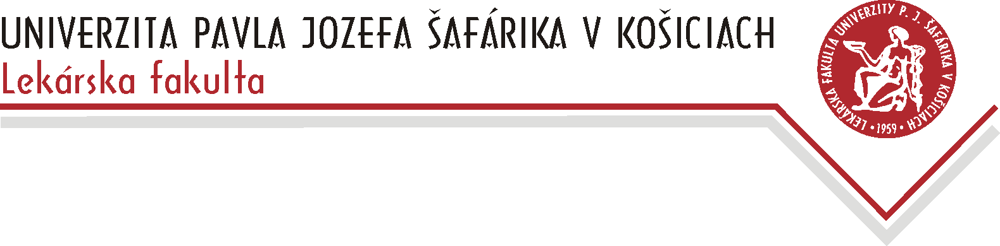 UNIVERZITA PAVLA JOZEFA ŠAFÁRIKA V KOŠICIACH
Lekárska fakulta
LEKÁRSKA FAKULTA UNIVERZITY P. J. ŠAFÁRIKA V KOŠICIACH
• 1959 •